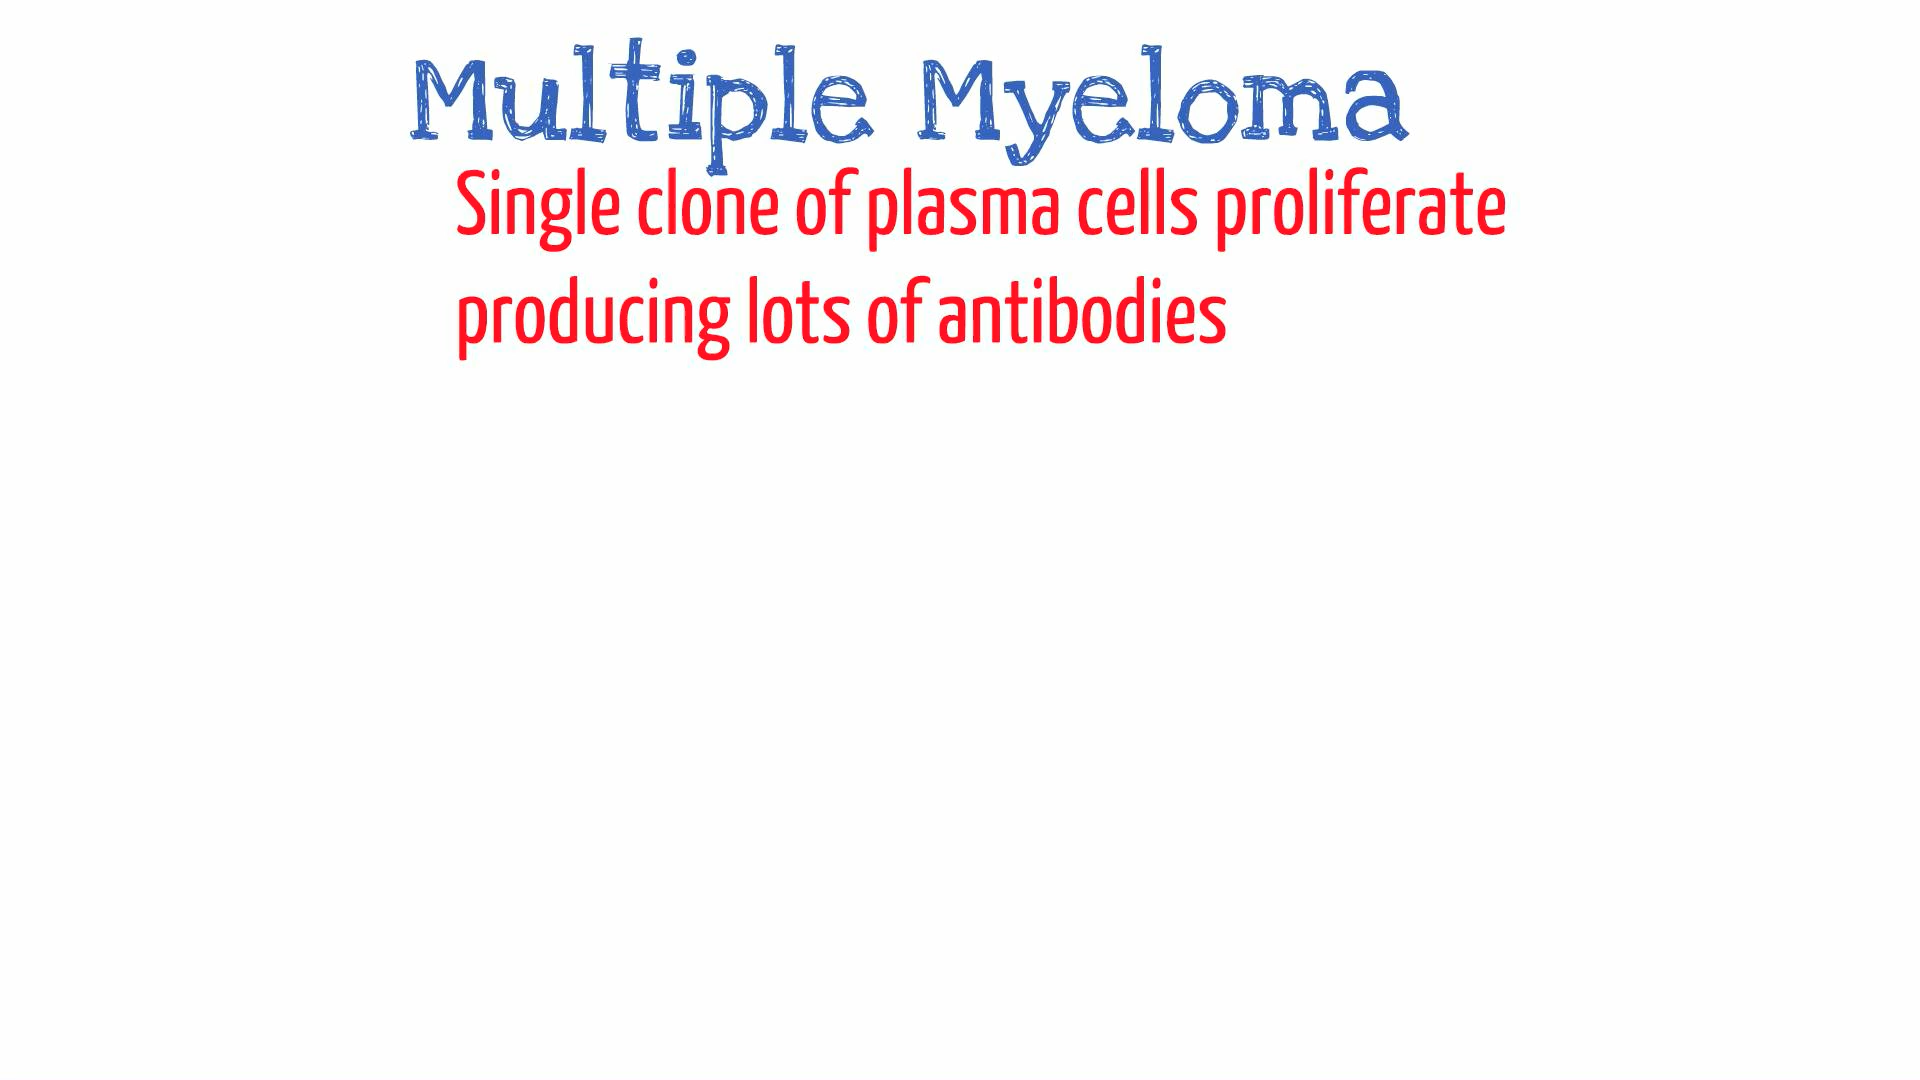 Multiple Myeloma
Single clone of plasma cells proliferate
producing lots of antibodies